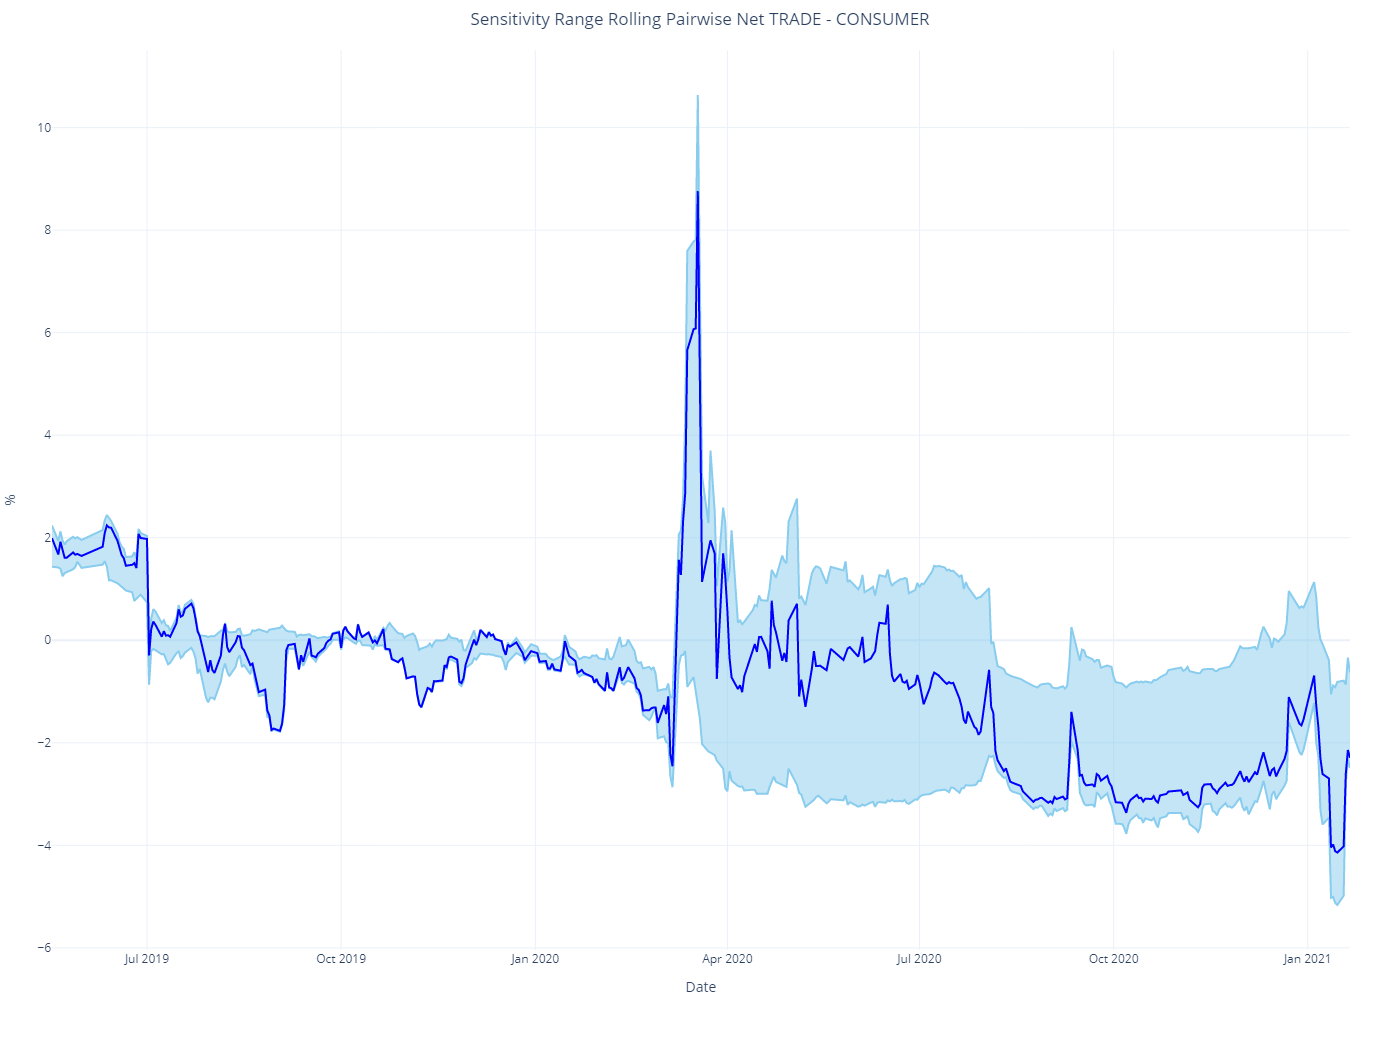 Sensitivity Range Rolling Pairwise Net TRADE - CONSUMER
10
8
6
4
2
0
−2
−4
−6
%
Jul 2019
Oct 2019
Jan 2020
Apr 2020
Jul 2020
Oct 2020
Jan 2021
Date